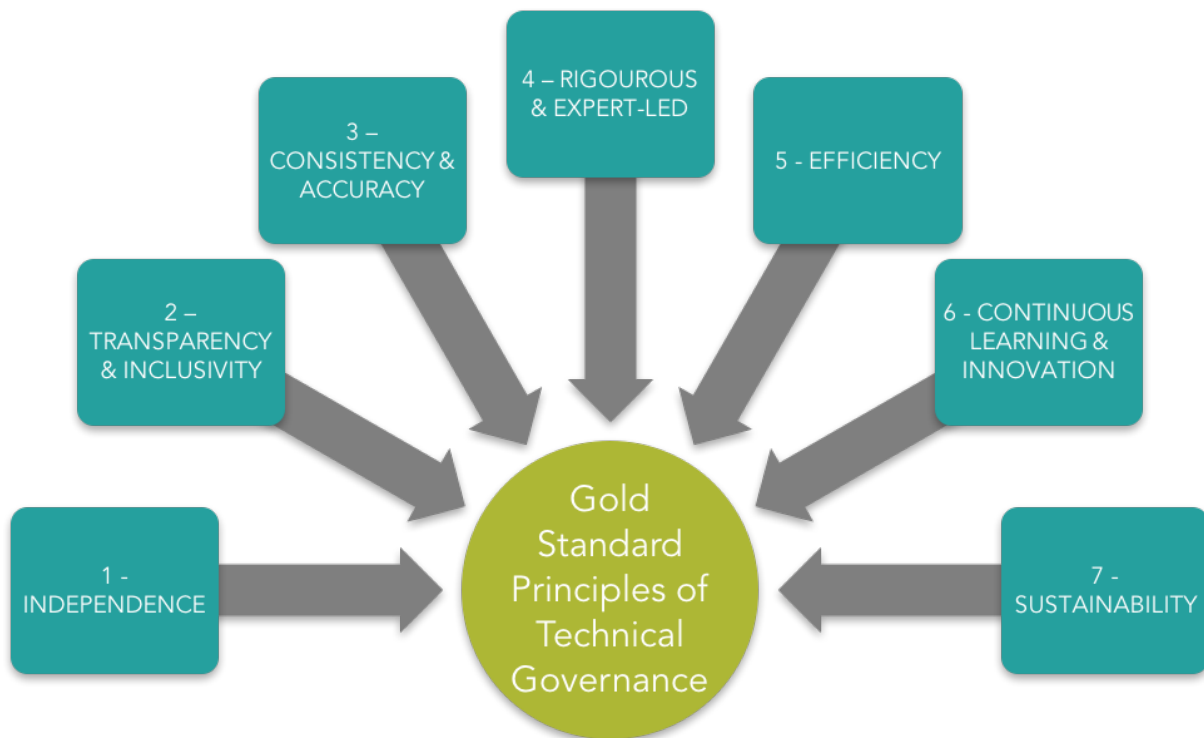 1 -
INDEPENDENCE
2 –
TRANSPARENCY
& INCLUSIVITY
3 –
CONSISTENCY &
ACCURACY
4 – RIGOUROUS
& EXPERT-LED
5 - EFFICIENCY
6 - CONTINUOUS
LEARNING &
INNOVATION
7 -
SUSTAINABILITY
Gold
Standard
Principles of
Technical
Governance